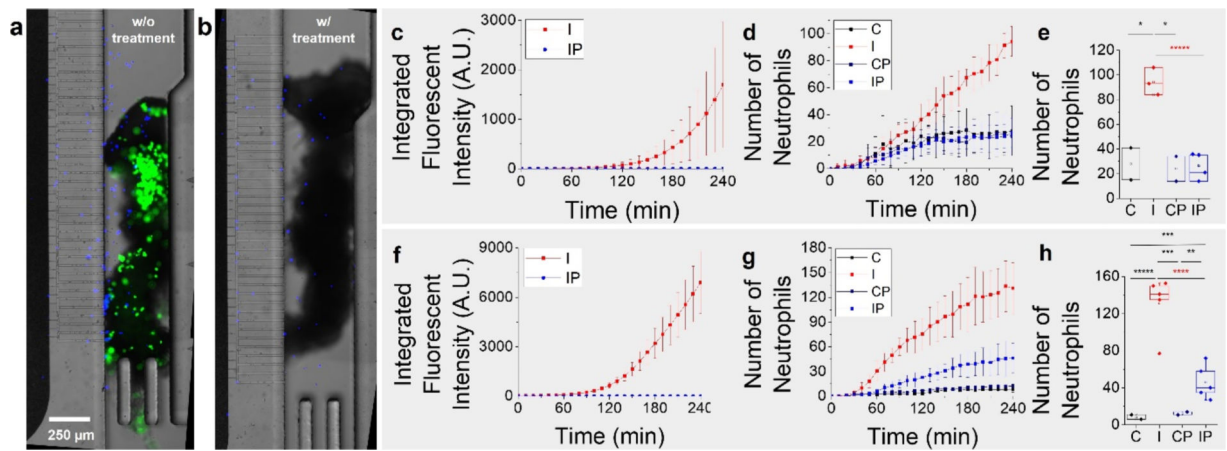 a
w/o
treatment
250 µm
b
w/
treatment
c
Integrated
Fluorescent
Intensity (A.U.)
3000
2000
1000
0
I
IP
0 60 120 180 240
Time (min)
d
Number of
Neutrophils
100
80
60
40
20
0
C
I
CP
IP
0 60 120 180 240
Time (min)
e
Number of
Neutrophils
120
100
80
60
40
20
0
* *
*****
C I CP IP
f
Integrated
Fluorescent
Intensity (A.U.)
9000
6000
3000
0
I
IP
0 60 120 180 240
Time (min)
g
Number of
Neutrophils
180
150
120
90
60
30
0
C
I
CP
IP
0 60 120 180 240
Time (min)
h
Number of
Neutrophils
160
120
80
40
0
***
*** **
***** ****
C I CP IP